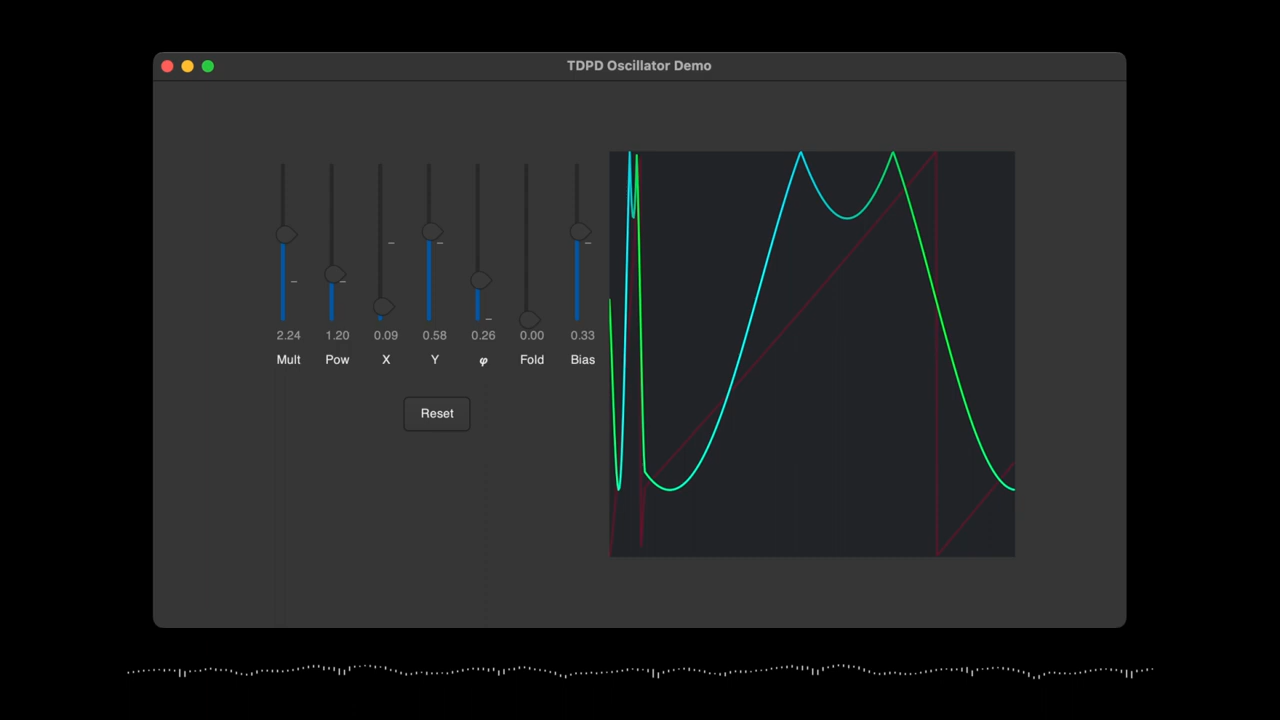 TDPD Oscillator Demo
2.24 1.20 0.09 0.58 0.26 0.00 0.33
Mult Pow X Y φ Fold Bias
Reset